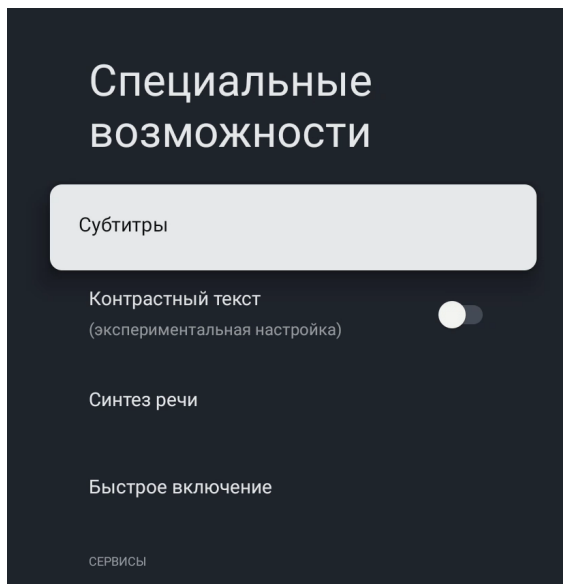 Специальные
возможности
Субтитры
Контрастный текст
(экспериментальная настройка)
Синтез речи
Быстрое включение
СЕРВИСЫ